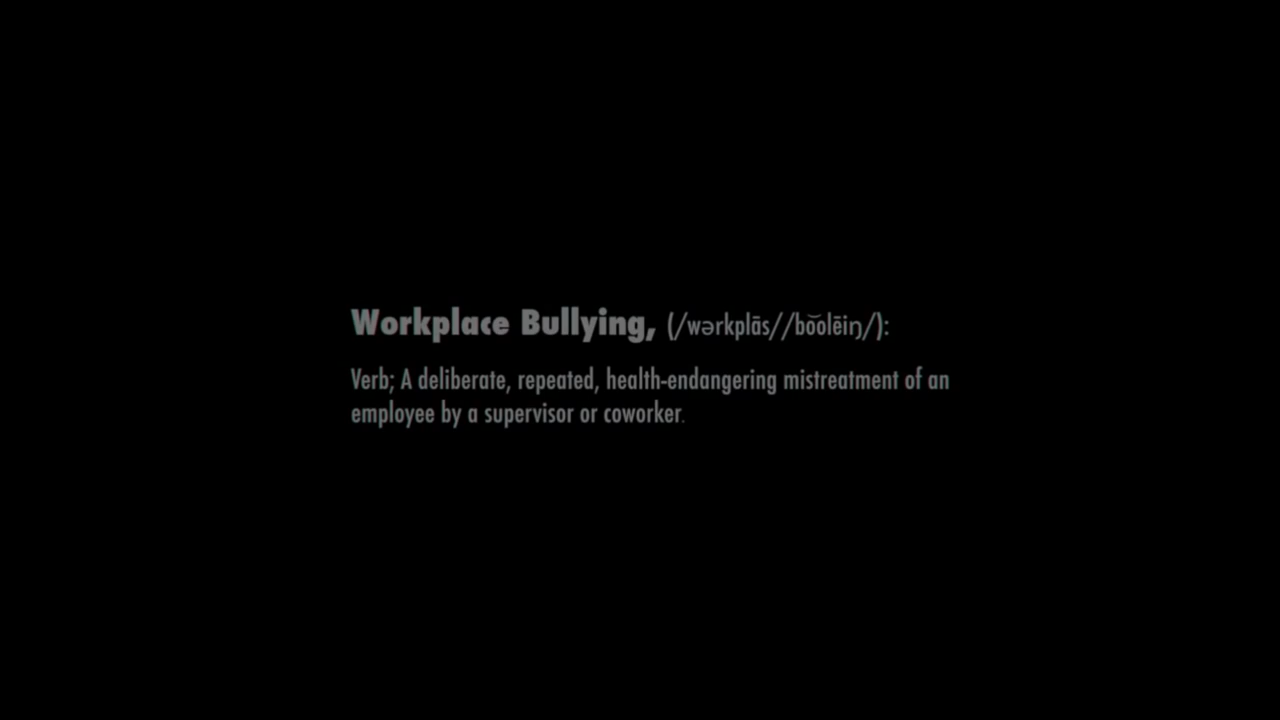 Workplace Bullying, (/wərkplās//bo͝olēiŋ/):
Verb; A deliberate, repeated, health-endangering mistreatment of an
employee by a supervisor or coworker.